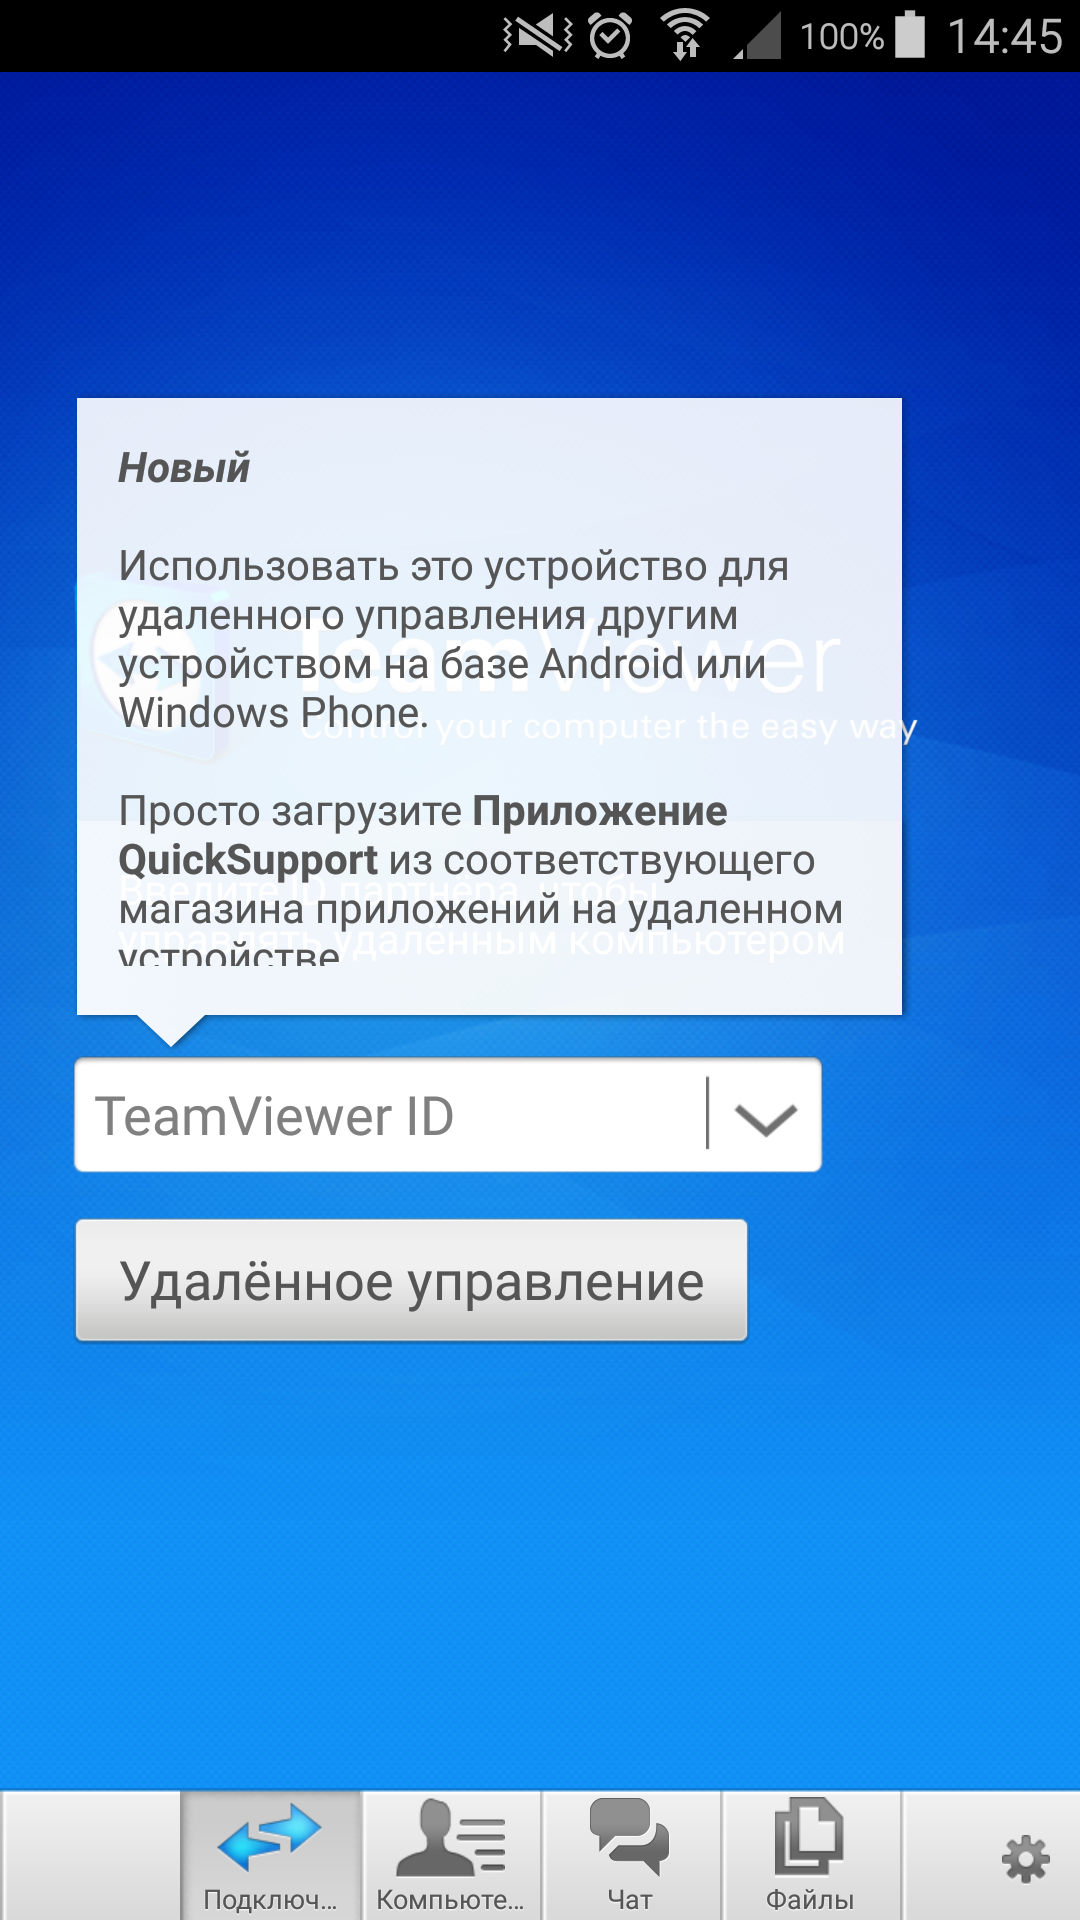 100% 14:45
Новый
Использовать это устройство для
удаленного управления другим
устройством на базе Android или
Windows Phone.
TeamViewer
Control your computer the easy way
Просто загрузите Приложение
QuickSupport из соответствующего
магазина приложений на удаленном
устройстве
Введите ID партнёра, чтобы
управлять удалённым компьютером
TeamViewer ID
Удалённое управление
Подключ...
Компьюте...
Чат
Файлы